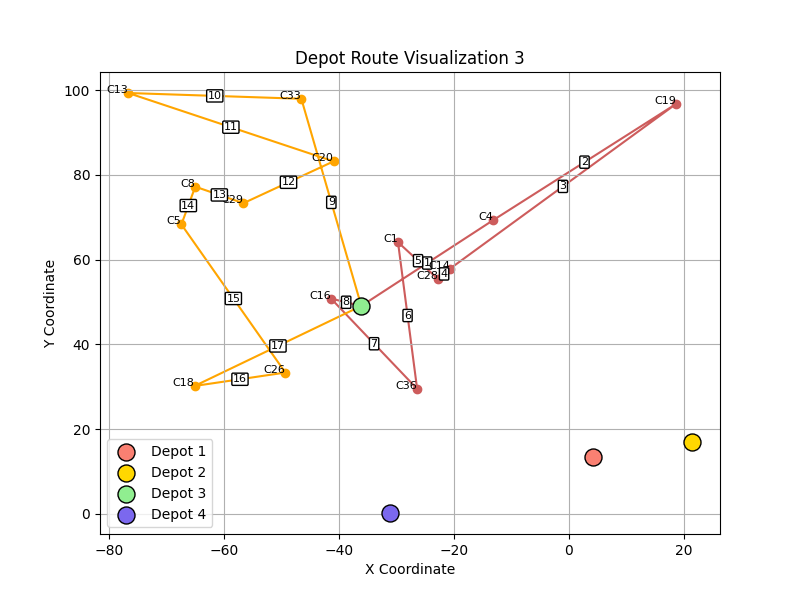 Depot Route Visualization 3
Y Coordinate
100
80
60
40
20
0
−80
−60
−40
−20
0
20
X Coordinate
C13
10
C33
C19
11
C20
2
12
3
C8
13
C29
14
9
C5
C4
C1
5
1
C14
4
C28
C16
8
15
6
17
7
C18
16
C26
C36
Depot 1
Depot 2
Depot 3
Depot 4